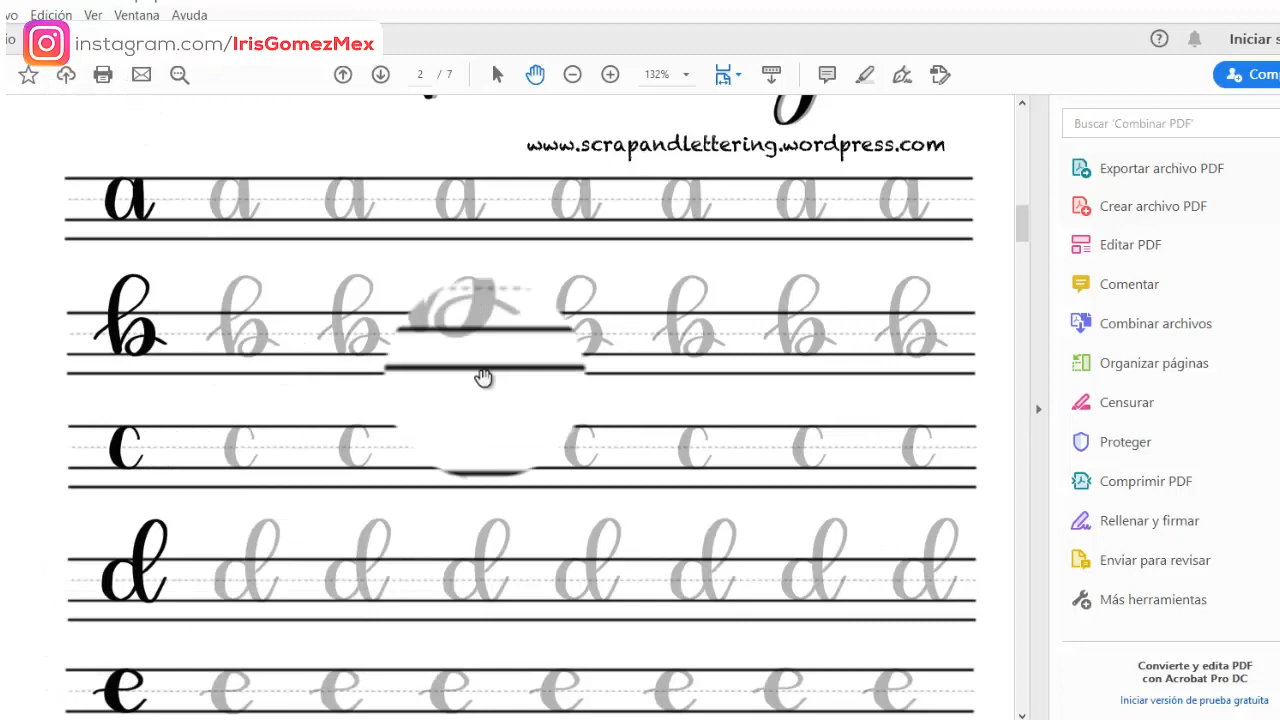 vo Edición Ver Ventana Ayuda
io instagram.com/IrisGomezMex Iniciar s
2 / 7 132% Comp
www.scrapandlettering.wordpress.com
Buscar 'Combinar PDF'
a a a a a a a a
Exportar archivo PDF
Crear archivo PDF
Editar PDF
b b b a b b b b
Comentar
Combinar archivos
Organizar páginas
Censurar
c c c c c c c
Proteger
Comprimir PDF
d d d d d d d d
Rellenar y firmar
Enviar para revisar
Más herramientas
e e e e e e e e
Convierte y edita PDF
con Acrobat Pro DC
Iniciar versión de prueba gratuita